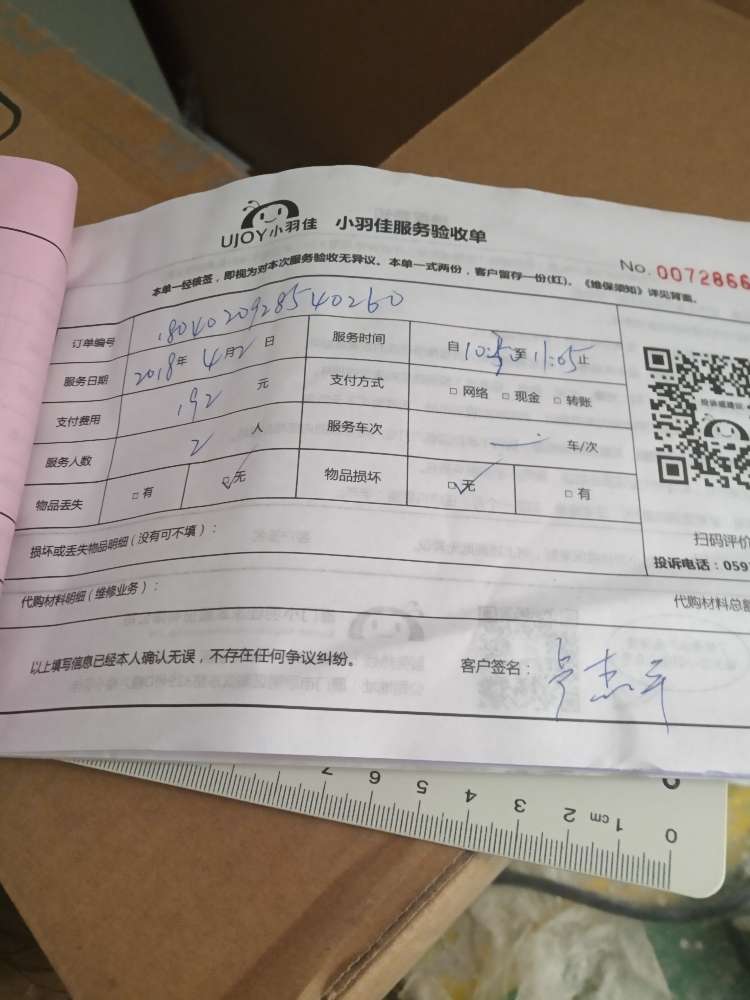 UJOY小羽佳 小羽佳服务验收单
No. 0072866
本单一经核签，即视为对本次服务验收无异议。本单一式两份，客户留存一份(红)。《维保须知》详见背面。
订单编号 1804020928540260 服务时间 自 10:50 至 11:05 止
服务日期 2018年 4月2日 支付方式 □ 网络 □ 现金 □ 转账
支付费用 192 元 服务车次 一 车/次
服务人数 2 人 物品损坏 □ 无 □ 有
物品丢失 □ 有 □ 无
扫码评价
投诉电话：059
损坏或丢失物品明细（没有可不填）：
代购材料明细（维修业务）：
代购材料总
以上填写信息已经本人确认无误，不存在任何争议纠纷。 客户签名：
7 6 5 4 3 2 1cm 0